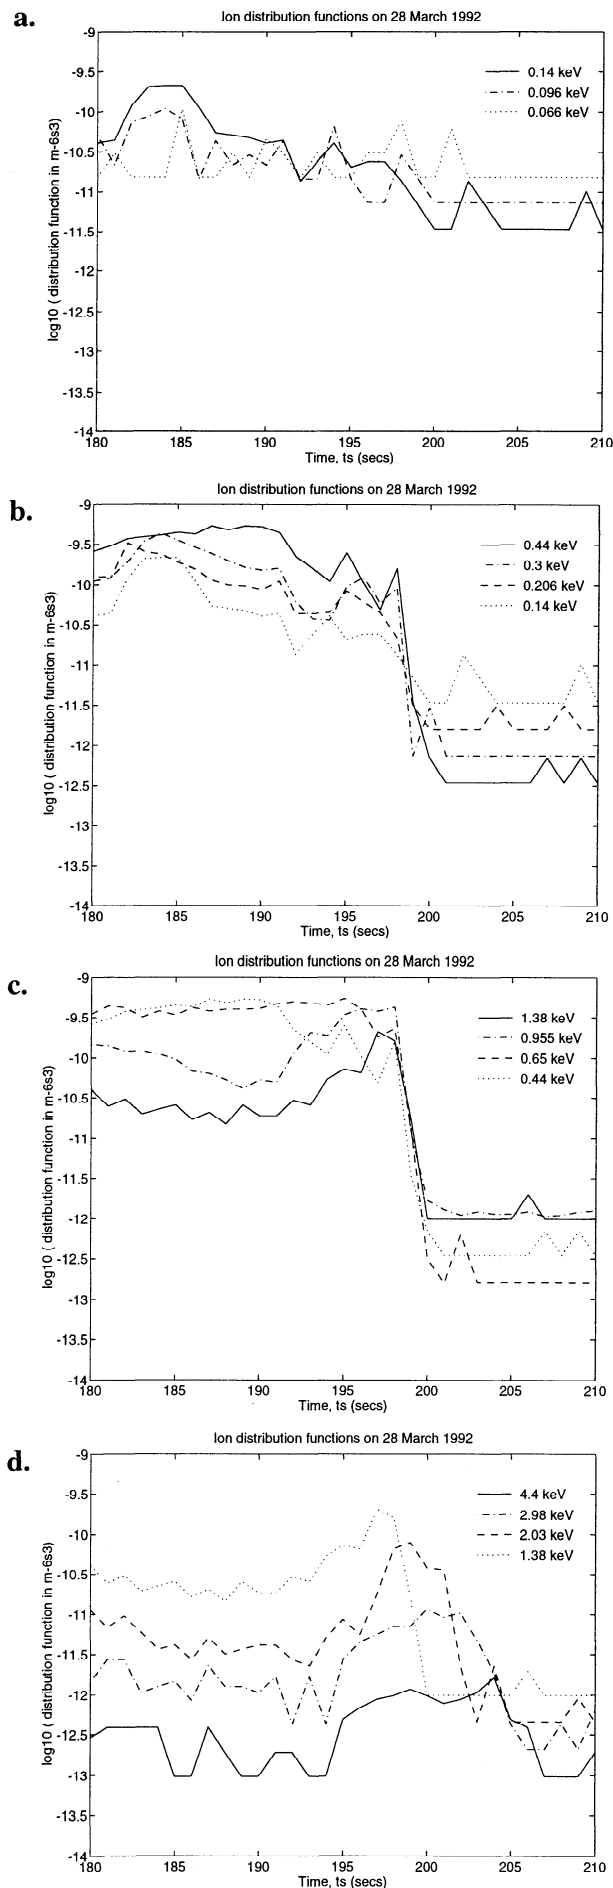 a.
Ion distribution functions on 28 March 1992
log10 ( distribution function in m-6s3)
-9
-9.5
-10
-10.5
-11
-11.5
-12
-12.5
-13
-13.5
-14
0.14 keV
0.096 keV
0.066 keV
180 185 190 195 200 205 210
Time, ts (secs)
b.
Ion distribution functions on 28 March 1992
log10 ( distribution function in m-6s3)
-9
-9.5
-10
-10.5
-11
-11.5
-12
-12.5
-13
-13.5
-14
0.44 keV
0.3 keV
0.206 keV
0.14 keV
180 185 190 195 200 205 210
Time, ts (secs)
c.
Ion distribution functions on 28 March 1992
log10 ( distribution function in m-6s3)
-9
-9.5
-10
-10.5
-11
-11.5
-12
-12.5
-13
-13.5
-14
1.38 keV
0.955 keV
0.65 keV
0.44 keV
180 185 190 195 200 205 210
Time, ts (secs)
d.
Ion distribution functions on 28 March 1992
log10 ( distribution function in m-6s3)
-9
-9.5
-10
-10.5
-11
-11.5
-12
-12.5
-13
-13.5
-14
4.4 keV
2.98 keV
2.03 keV
1.38 keV
180 185 190 195 200 205 210
Time, ts (secs)